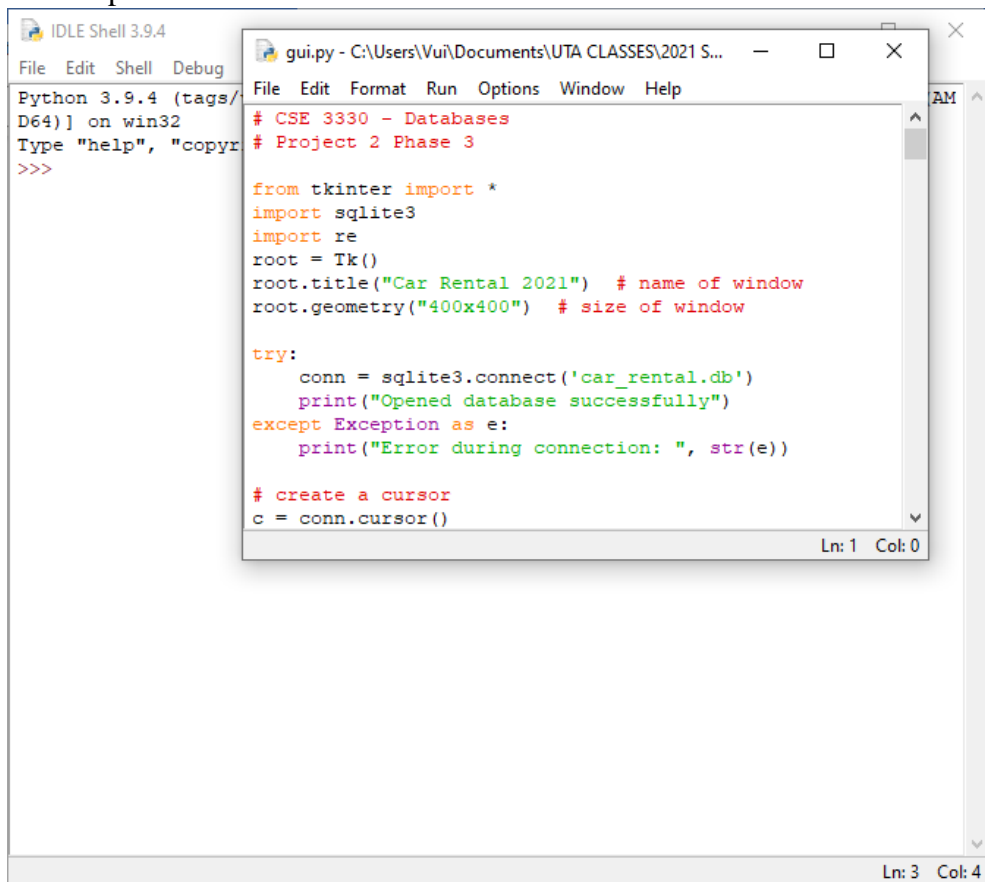 IDLE Shell 3.9.4
File Edit Shell Debug
Python 3.9.4 (tags/
AM
D64)] on win32
Type "help", "copyr
>>>
gui.py - C:\Users\Vui\Documents\UTA CLASSES\2021 S...
File Edit Format Run Options Window Help
# CSE 3330 - Databases
# Project 2 Phase 3
from tkinter import *
import sqlite3
import re
root = Tk()
root.title("Car Rental 2021")  # name of window
root.geometry("400x400")  # size of window
try:
    conn = sqlite3.connect('car_rental.db')
    print("Opened database successfully")
except Exception as e:
    print("Error during connection: ", str(e))
# create a cursor
c = conn.cursor()
Ln: 1 Col: 0
Ln: 3 Col: 4